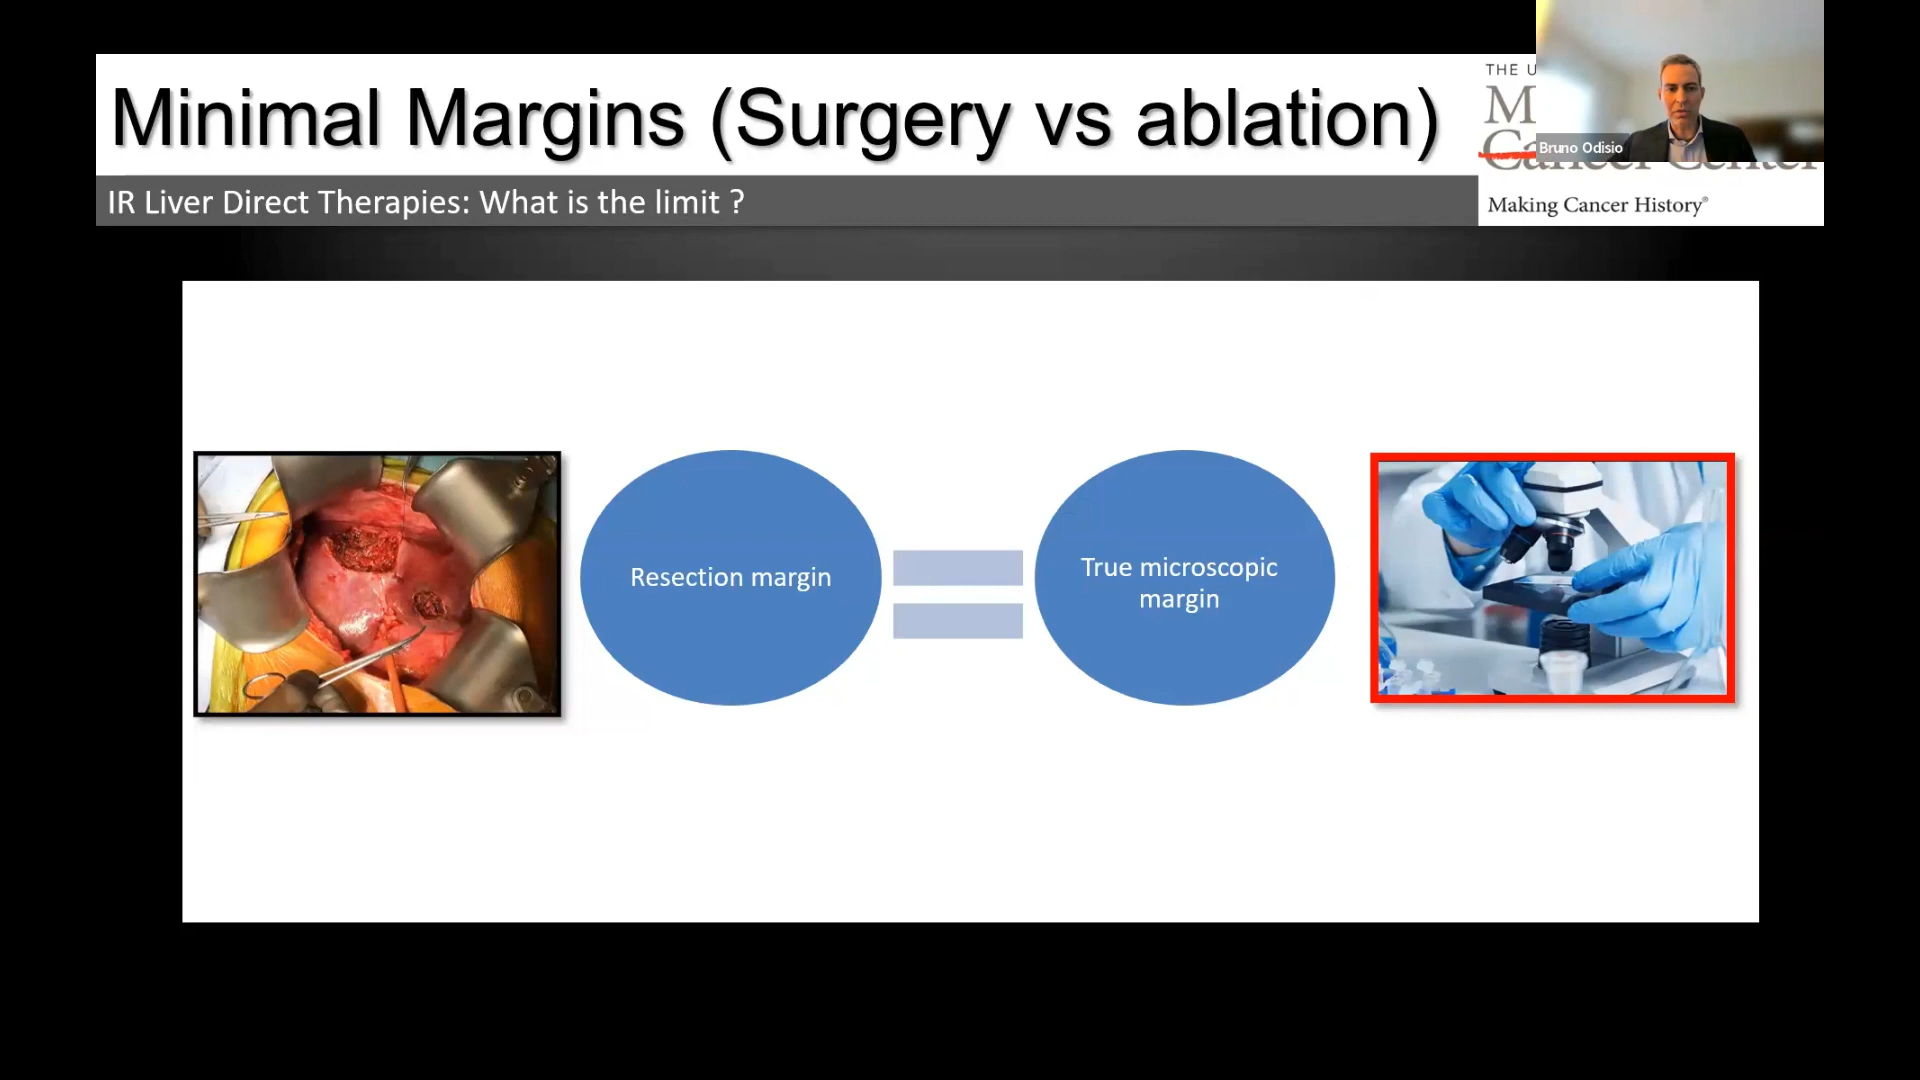 Minimal Margins (Surgery vs ablation)
IR Liver Direct Therapies: What is the limit ?
THE U
M
Cancer Center
Bruno Odisio
Making Cancer History®
Resection margin
True microscopic
margin